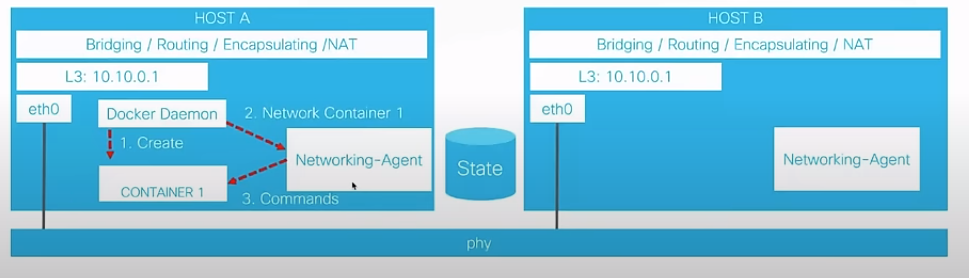 HOST A
Bridging / Routing / Encapsulating /NAT
L3: 10.10.0.1
eth0
Docker Daemon
2. Network Container 1
1. Create
Networking-Agent
CONTAINER 1
3. Commands
State
HOST B
Bridging / Routing / Encapsulating / NAT
L3: 10.10.0.1
eth0
Networking-Agent
phy